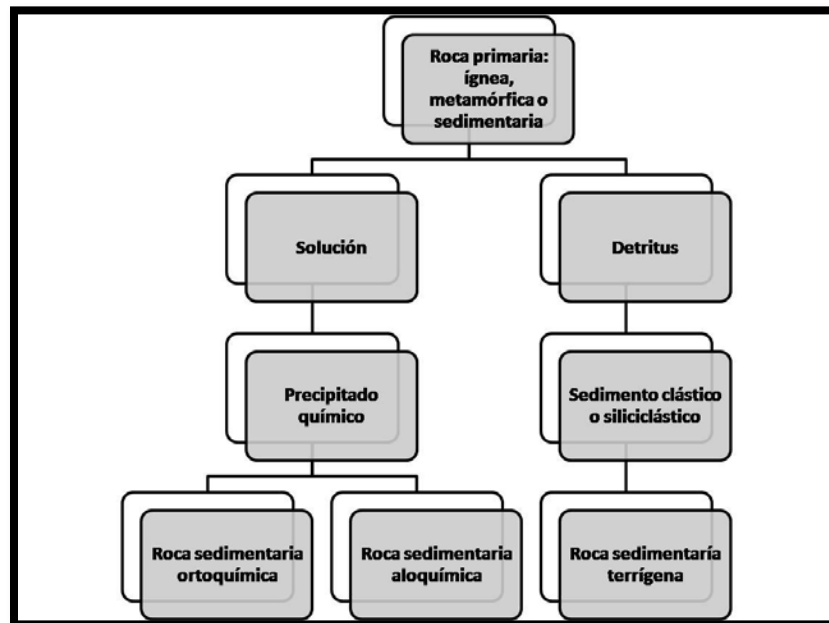 Roca primaria:
ígnea,
metamórfica o
sedimentaria
Solución
Detritus
Precipitado
químico
Sedimento clástico
o siliciclástico
Roca sedimentaria
ortoquímica
Roca sedimentaria
aloquímica
Roca sedimentaría
terrígena